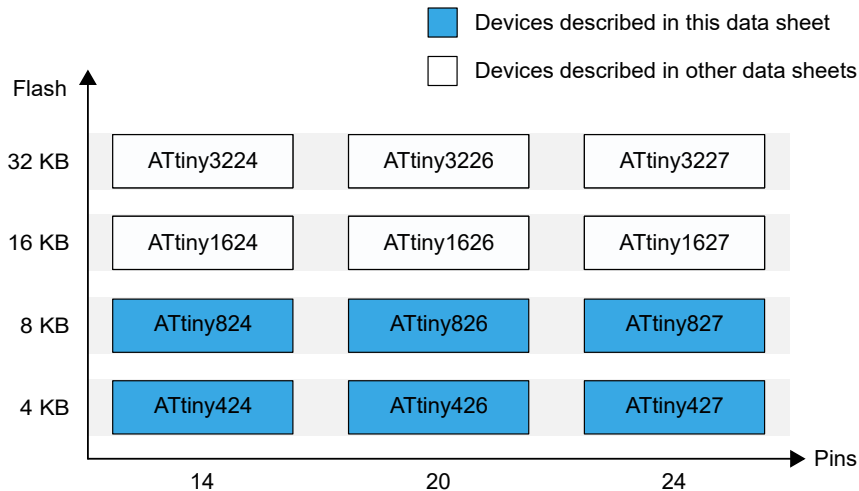 Devices described in this data sheet
Devices described in other data sheets
Flash
32 KB ATtiny3224 ATtiny3226 ATtiny3227
16 KB ATtiny1624 ATtiny1626 ATtiny1627
8 KB ATtiny824 ATtiny826 ATtiny827
4 KB ATtiny424 ATtiny426 ATtiny427
Pins
14 20 24